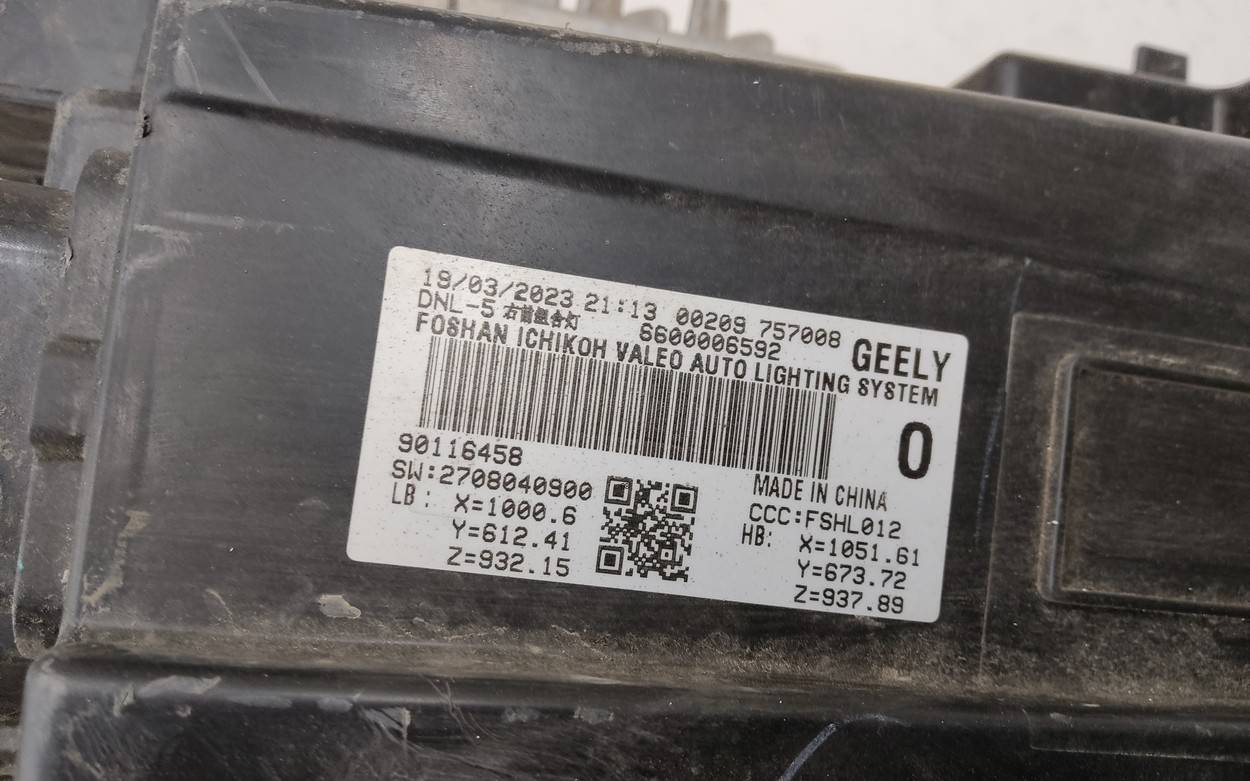 19/03/2023 21:13 00209 757008
DNL-5 右前组合灯 6600006592 GEELY
FOSHAN ICHIKOH VALEO AUTO LIGHTING SYSTEM
0
90116458
SW:2708040900 MADE IN CHINA
CCC:FSHL012
LB: X=1000.6
Y=612.41
Z=932.15
HB: X=1051.61
Y=673.72
Z=937.89